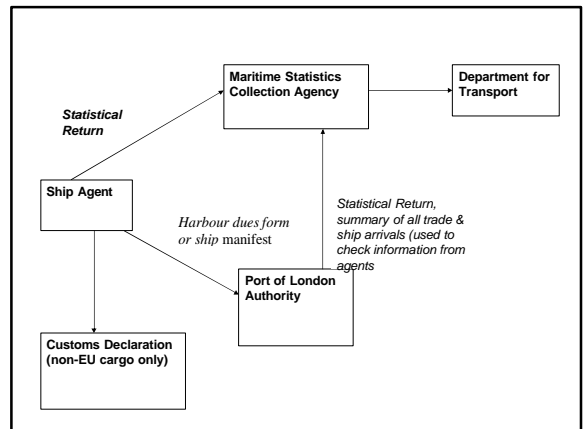 Maritime Statistics
Collection Agency
Department for
Transport
Statistical
Return
Ship Agent
Harbour dues form
or ship manifest
Statistical Return,
summary of all trade &
ship arrivals (used to
check information from
agents
Port of London
Authority
Customs Declaration
(non-EU cargo only)